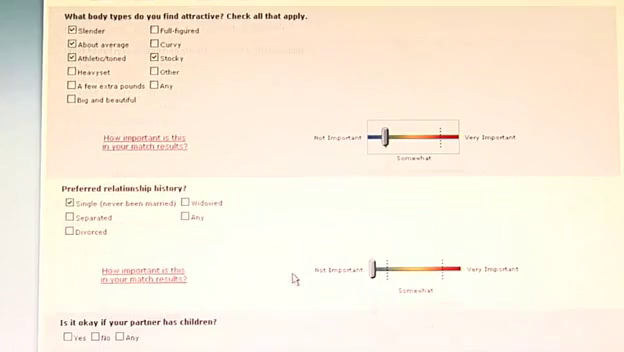 What body types do you find attractive? Check all that apply.
Slender Full-figured
About average Curvy
Athletic/toned Stocky
Heavyset Other
A few extra pounds Any
Big and beautiful
How important is this
in your match results?
Not Important Very Important
Somewhat
Preferred relationship history?
Single (never been married) Widowed
Separated Any
Divorced
How important is this
in your match results?
Not Important Very Important
Somewhat
Is it okay if your partner has children?
Yes No Any